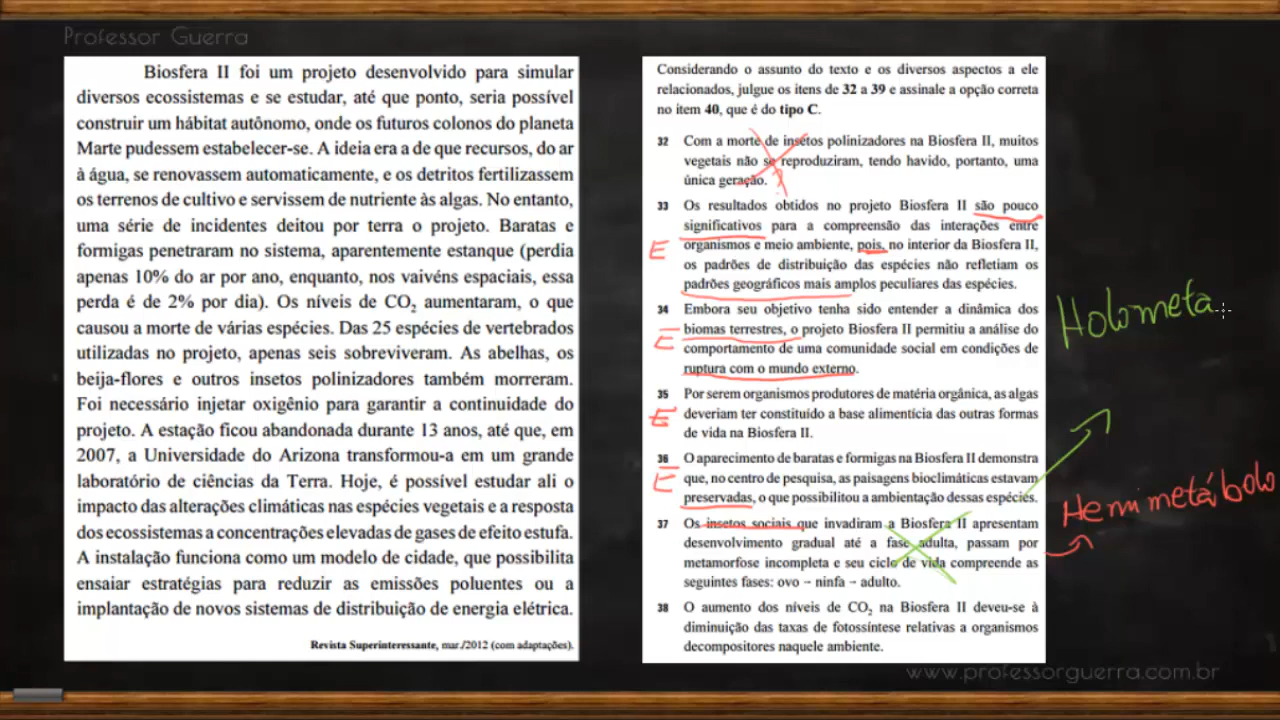 Professor Guerra
Biosfera II foi um projeto desenvolvido para simular
diversos ecossistemas e se estudar, até que ponto, seria possível
construir um hábitat autônomo, onde os futuros colonos do planeta
Marte pudessem estabelecer-se. A ideia era a de que recursos, do ar
à água, se renovassem automaticamente, e os detritos fertilizassem
os terrenos de cultivo e servissem de nutriente às algas. No entanto,
uma série de incidentes deitou por terra o projeto. Baratas e
formigas penetraram no sistema, aparentemente estanque (perdia
apenas 10% do ar por ano, enquanto, nos vaivéns espaciais, essa
perda é de 2% por dia). Os níveis de CO₂ aumentaram, o que
causou a morte de várias espécies. Das 25 espécies de vertebrados
utilizadas no projeto, apenas seis sobreviveram. As abelhas, os
beija-flores e outros insetos polinizadores também morreram.
Foi necessário injetar oxigênio para garantir a continuidade do
projeto. A estação ficou abandonada durante 13 anos, até que, em
2007, a Universidade do Arizona transformou-a em um grande
laboratório de ciências da Terra. Hoje, é possível estudar ali o
impacto das alterações climáticas nas espécies vegetais e a resposta
dos ecossistemas a concentrações elevadas de gases de efeito estufa.
A instalação funciona como um modelo de cidade, que possibilita
ensaiar estratégias para reduzir as emissões poluentes ou a
implantação de novos sistemas de distribuição de energia elétrica.
Revista Superinteressante, mar./2012 (com adaptações).
Considerando o assunto do texto e os diversos aspectos a ele
relacionados, julgue os itens de 32 a 39 e assinale a opção correta
no item 40, que é do tipo C.
32 Com a morte de insetos polinizadores na Biosfera II, muitos
vegetais não se reproduziram, tendo havido, portanto, uma
única geração.
33 Os resultados obtidos no projeto Biosfera II são pouco
significativos para a compreensão das interações entre
E organismos e meio ambiente, pois, no interior da Biosfera II,
os padrões de distribuição das espécies não refletiam os
padrões geográficos mais amplos peculiares das espécies.
34 Embora seu objetivo tenha sido entender a dinâmica dos
E biomas terrestres, o projeto Biosfera II permitiu a análise do
comportamento de uma comunidade social em condições de
ruptura com o mundo externo.
35 Por serem organismos produtores de matéria orgânica, as algas
E deveriam ter constituído a base alimentícia das outras formas
de vida na Biosfera II.
36 O aparecimento de baratas e formigas na Biosfera II demonstra
E que, no centro de pesquisa, as paisagens bioclimáticas estavam
preservadas, o que possibilitou a ambientação dessas espécies.
37 Os insetos sociais que invadiram a Biosfera II apresentam
desenvolvimento gradual até a fase adulta, passam por
metamorfose incompleta e seu ciclo de vida compreende as
seguintes fases: ovo – ninfa – adulto.
38 O aumento dos níveis de CO₂ na Biosfera II deveu-se à
diminuição das taxas de fotossíntese relativas a organismos
decompositores naquele ambiente.
Holometa
Hemimetábolo
www.professorguerra.com.br